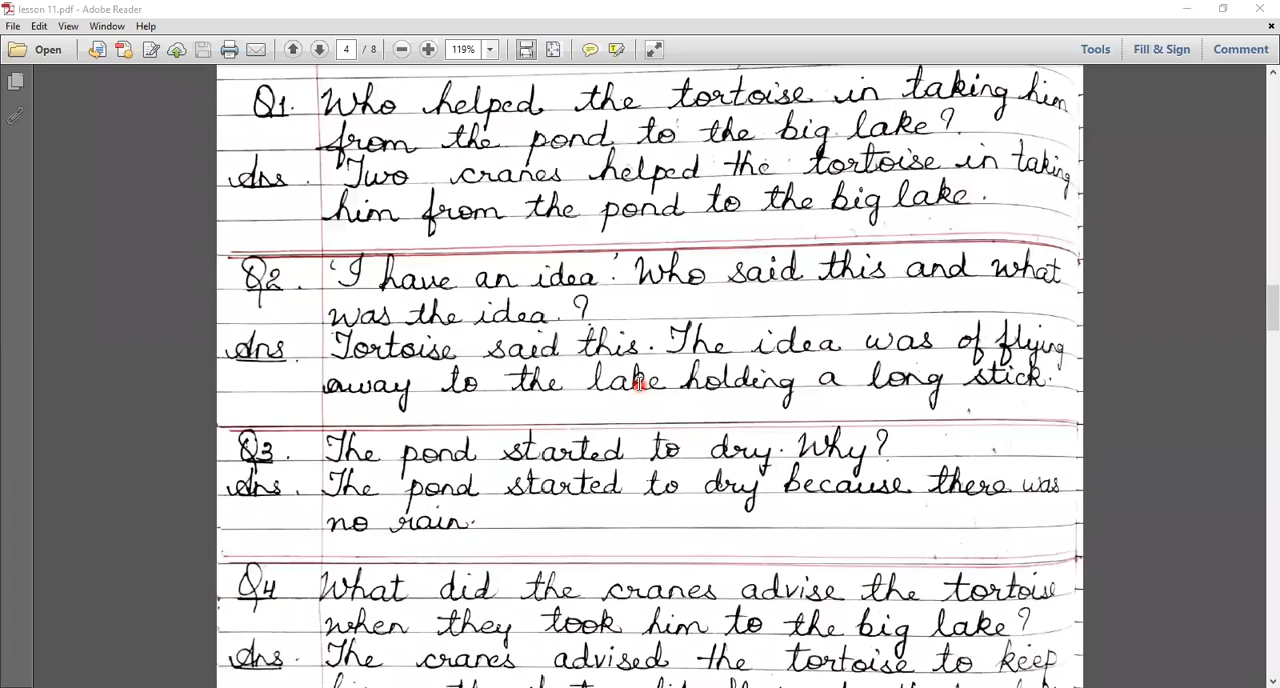 lesson 11.pdf - Adobe Reader
File Edit View Window Help
Open 4 / 8 119% Tools Fill & Sign Comment
Q1. Who helped the tortoise in taking him
from the pond to the big lake?
Ans. Two cranes helped the tortoise in taking
him from the pond to the big lake.
Q2. 'I have an idea.' Who said this and what
was the idea.?
Ans. Tortoise said this. The idea was of flying
away to the lake holding a long stick.
Q3. The pond started to dry. Why?
Ans. The pond started to dry because there was
no rain.
Q4 What did the cranes advise the tortoise
when they took him to the big lake?
Ans. The cranes advised the tortoise to keep